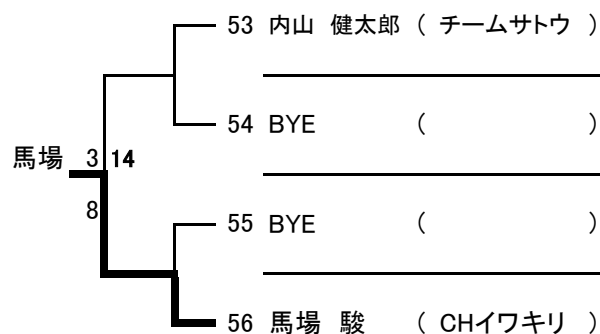 53 内山 健太郎 ( チームサトウ )
54 BYE ( )
馬場 3 14
8
55 BYE ( )
56 馬場 駿 ( CHイワキリ )